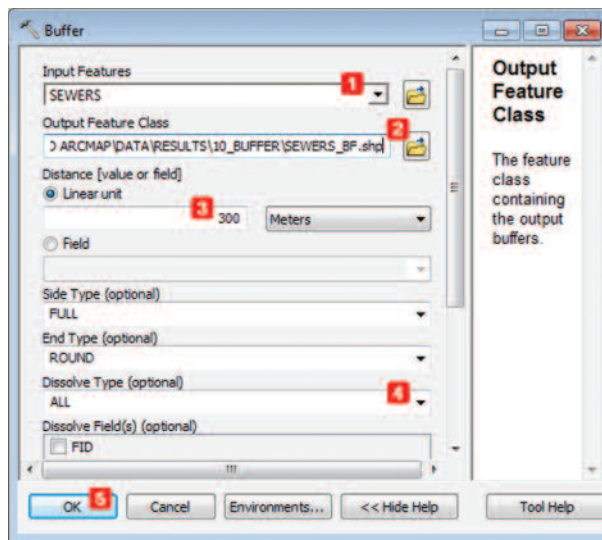 Buffer
Input Features
1
SEWERS
Output Feature Class
2
O ARCMAP\DATA\RESULTS\10_BUFFER\SEWERS_BF.shp
Distance [value or field]
Linear unit
3
300 Meters
Field
Side Type (optional)
FULL
End Type (optional)
ROUND
Dissolve Type (optional)
4
ALL
Dissolve Field(s) (optional)
FID
OK 5 Cancel Environments... << Hide Help Tool Help
Output
Feature
Class
The feature
class
containing
the output
buffers.